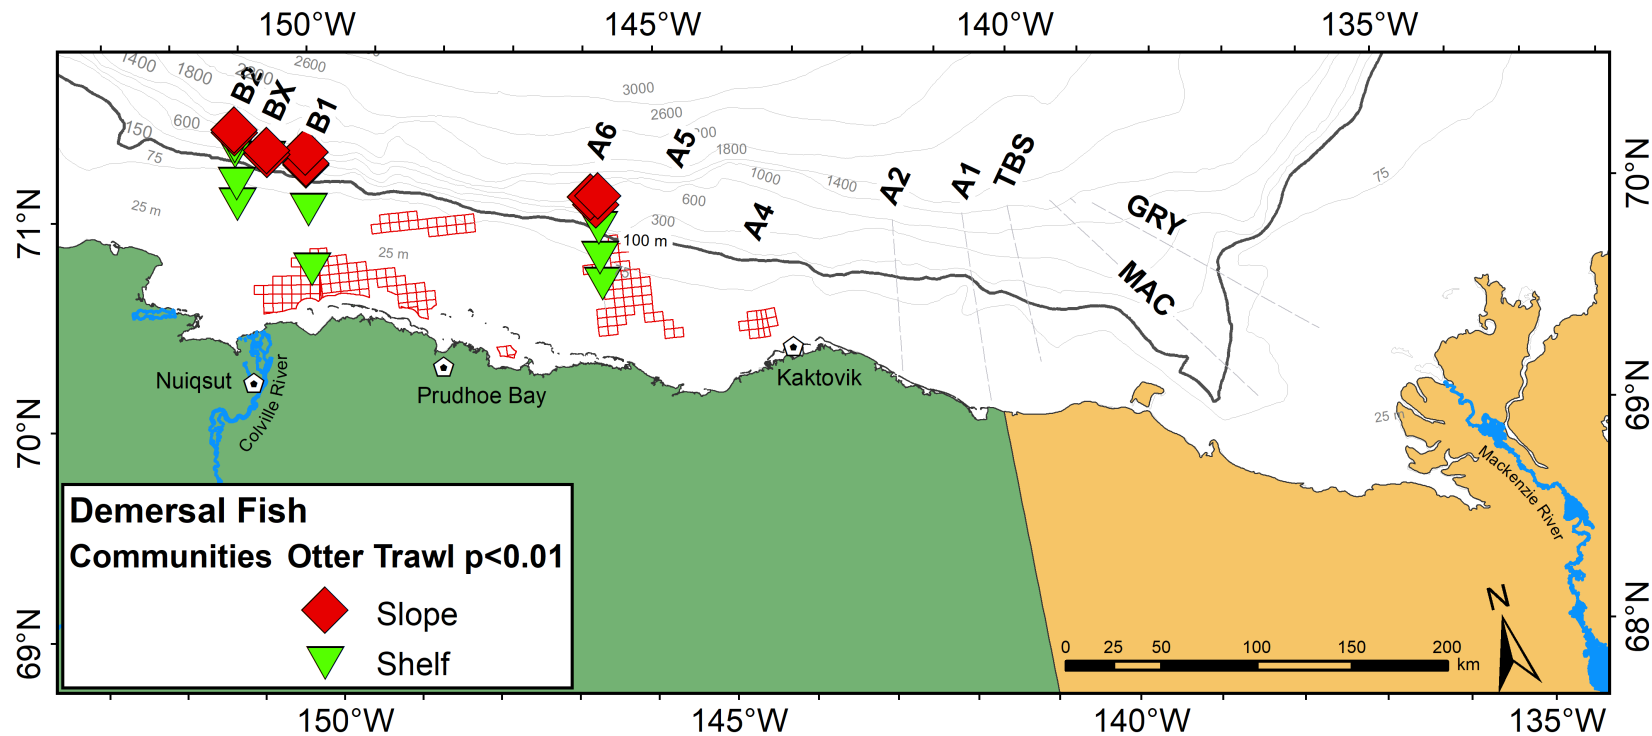 150°W 145°W 140°W 135°W
1400
1800
2600
3000
2600
1800
1000
1400
600
300
600
150
75
25 m
25 m
75
75
25 m
100 m
B2
BX
B1
A6
A5
A4
A2
A1
TBS
GRY
MAC
71°N
70°N
69°N
70°N
69°N
68°N
Nuiqsut
Colville River
Prudhoe Bay
Kaktovik
Mackenzie River
Demersal Fish
Communities Otter Trawl p<0.01
Slope
Shelf
N
0 25 50 100 150 200
km
150°W 145°W 140°W 135°W